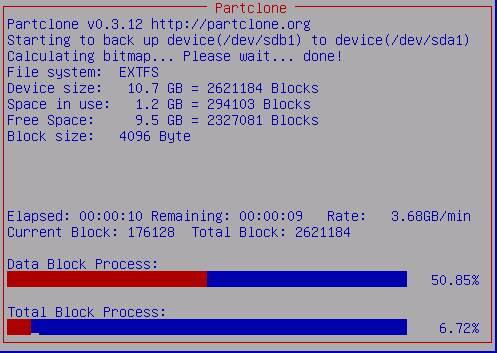 Partclone
Partclone v0.3.12 http://partclone.org
Starting to back up device(/dev/sdb1) to device(/dev/sda1)
Calculating bitmap... Please wait... done!
File system:  EXTFS
Device size:   10.7 GB = 2621184 Blocks
Space in use:   1.2 GB = 294103 Blocks
Free Space:     9.5 GB = 2327081 Blocks
Block size:   4096 Byte
Elapsed: 00:00:10 Remaining: 00:00:09   Rate:   3.68GB/min
Current Block: 176128  Total Block: 2621184
Data Block Process:
50.85%
Total Block Process:
6.72%